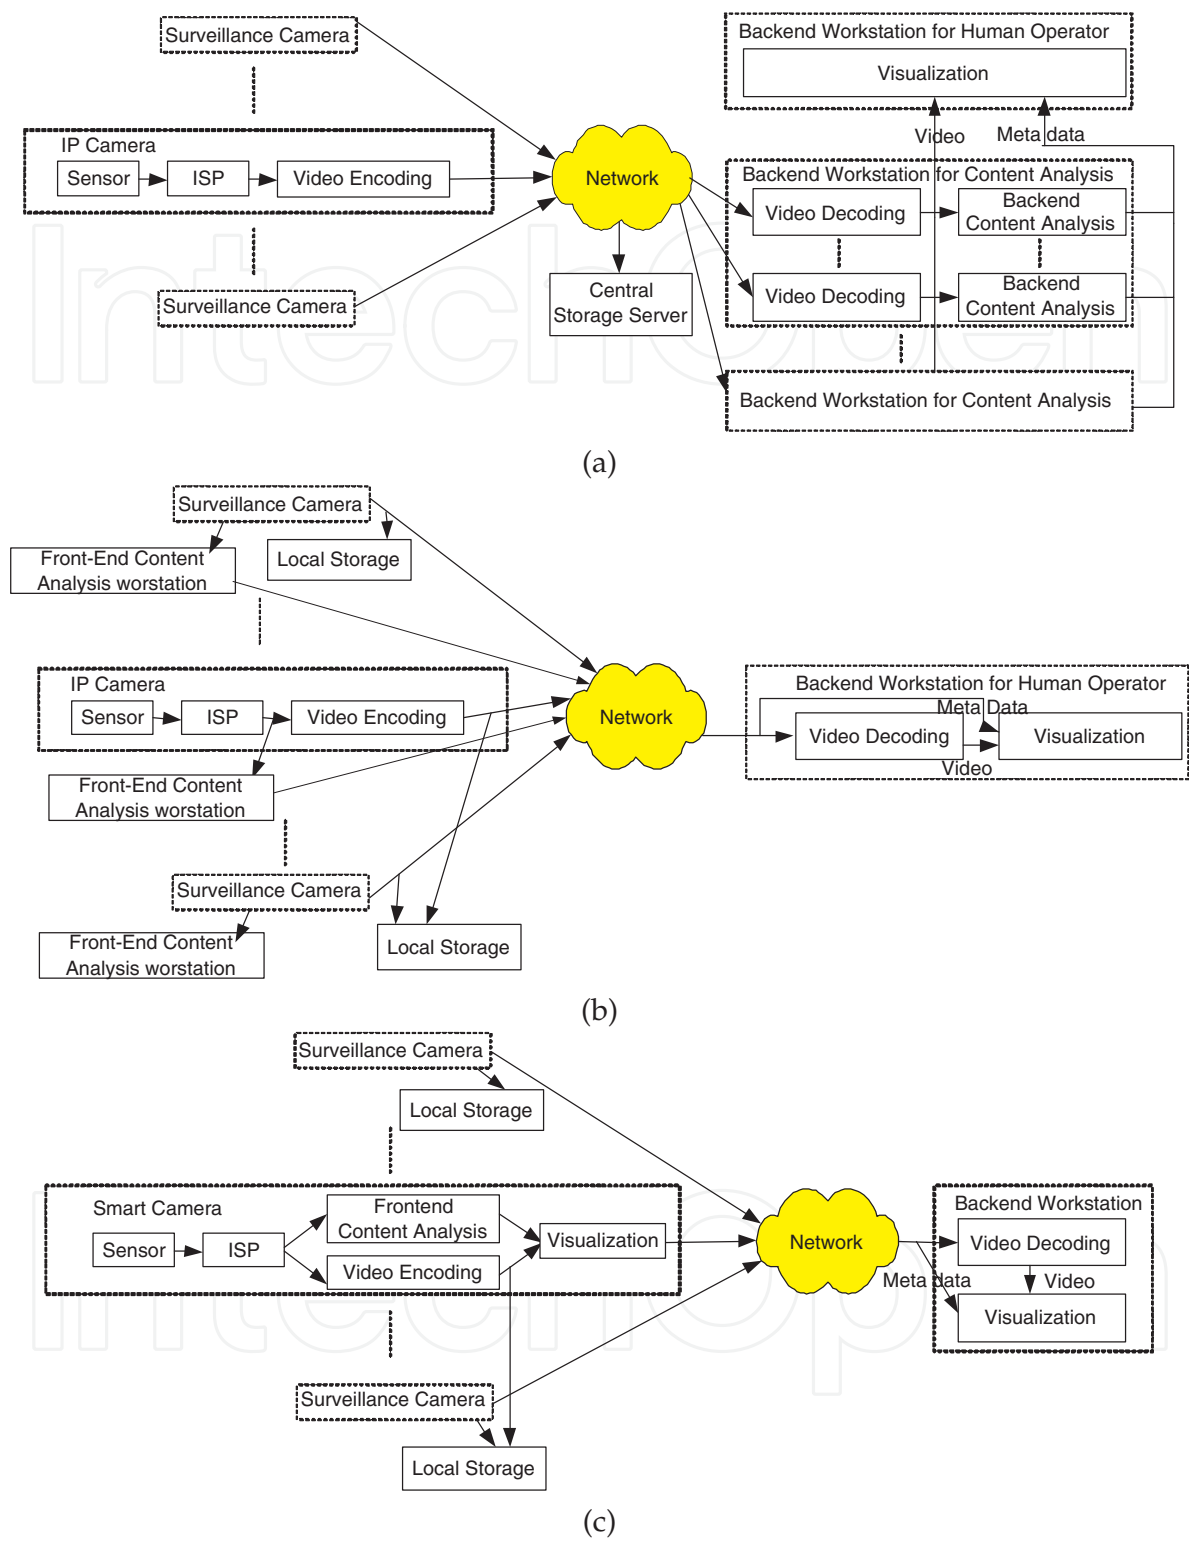 Surveillance Camera
IP Camera
Sensor
ISP
Video Encoding
Surveillance Camera
Network
Central
Storage Server
Backend Workstation for Human Operator
Visualization
Video
Meta data
Backend Workstation for Content Analysis
Video Decoding
Backend
Content Analysis
Video Decoding
Backend
Content Analysis
Backend Workstation for Content Analysis
IntechOpen
(a)
Surveillance Camera
Front-End Content
Analysis worstation
Local Storage
IP Camera
Sensor
ISP
Video Encoding
Front-End Content
Analysis worstation
Surveillance Camera
Front-End Content
Analysis worstation
Local Storage
Network
Backend Workstation for Human Operator
Meta Data
Video Decoding
Visualization
Video
(b)
Surveillance Camera
Local Storage
Smart Camera
Sensor
ISP
Frontend
Content Analysis
Video Encoding
Visualization
Surveillance Camera
Local Storage
Network
Backend Workstation
Video Decoding
Meta data
Video
Visualization
IntechOpen
(c)